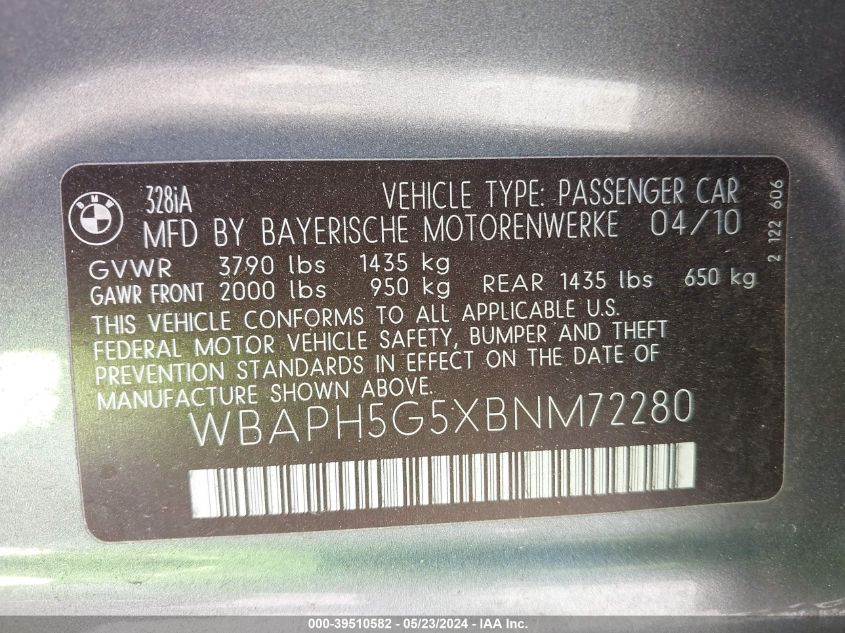 BMW
328iA VEHICLE TYPE: PASSENGER CAR
MFD BY BAYERISCHE MOTORENWERKE 04/10
GVWR 3790 lbs 1435 kg
GAWR FRONT 2000 lbs 950 kg REAR 1435 lbs 650 kg
THIS VEHICLE CONFORMS TO ALL APPLICABLE U.S.
FEDERAL MOTOR VEHICLE SAFETY, BUMPER AND THEFT
PREVENTION STANDARDS IN EFFECT ON THE DATE OF
MANUFACTURE SHOWN ABOVE.
WBAPH5G5XBNM72280
2 122 606
000-39510582 - 05/23/2024 - IAA Inc.